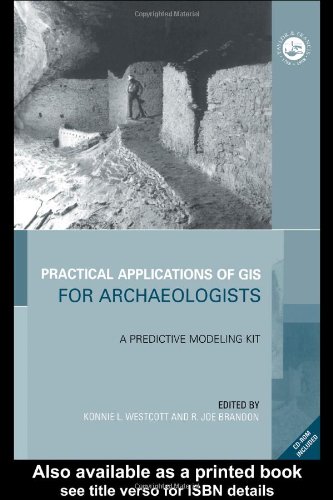 PRACTICAL APPLICATIONS OF GIS
FOR ARCHAEOLOGISTS
A PREDICTIVE MODELING KIT
EDITED BY
KONNIE L. WESTCOTT AND R. JOE BRANDON
CD-ROM
INCLUDED
Also available as a printed book
see title verso for ISBN details